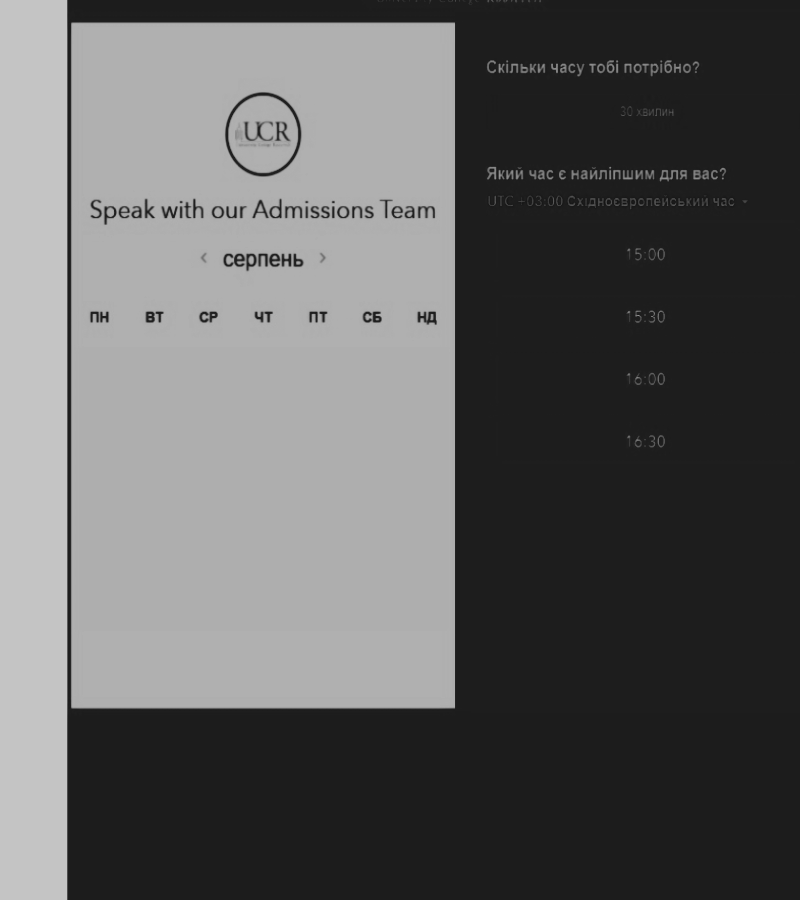 UCR
Speak with our Admissions Team
< серпень >
ПН ВТ СР ЧТ ПТ СБ НД
Скільки часу тобі потрібно?
30 хвилин
Який час є найліпшим для вас?
UTC +03:00 Східноєвропейський час
15:00
15:30
16:00
16:30